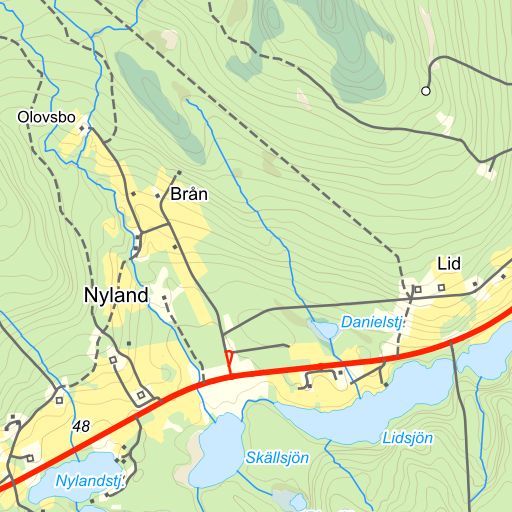 Olovsbo
Brån
Lid
Nyland
Danielstj.
48
Lidsjön
Skällsjön
Nylandstj.